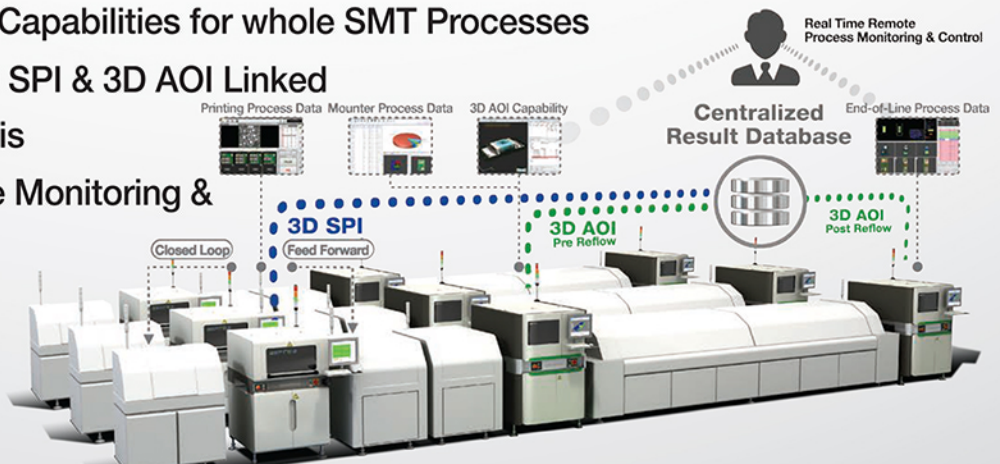 Capabilities for whole SMT Processes
SPI & 3D AOI Linked
is
Monitoring &
Real Time Remote
Process Monitoring & Control
Printing Process Data
Mounter Process Data
3D AOI Capability
Centralized
Result Database
End-of-Line Process Data
3D SPI
3D AOI
Pre Reflow
3D AOI
Post Reflow
Closed Loop
Feed Forward